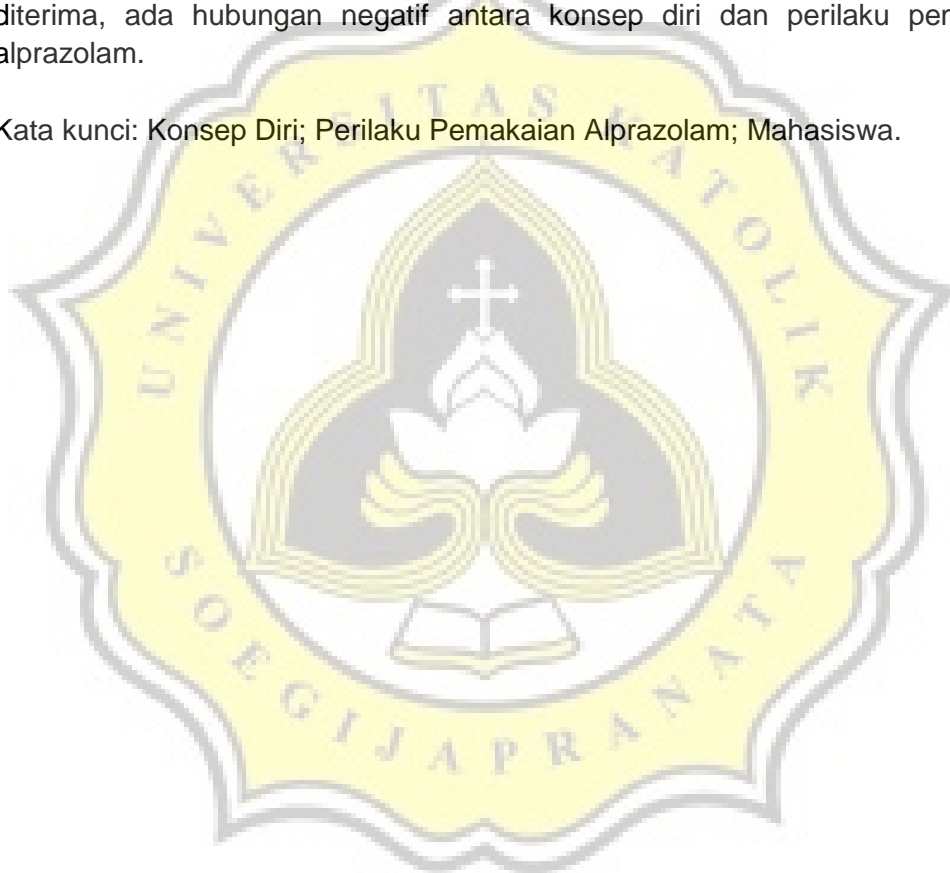 diterima, ada hubungan negatif antara konsep diri dan perilaku pe
alprazolam.
Kata kunci: Konsep Diri; Perilaku Pemakaian Alprazolam; Mahasiswa.
UNIVERSITAS KATOLIK
SOEGIJAPRANATA